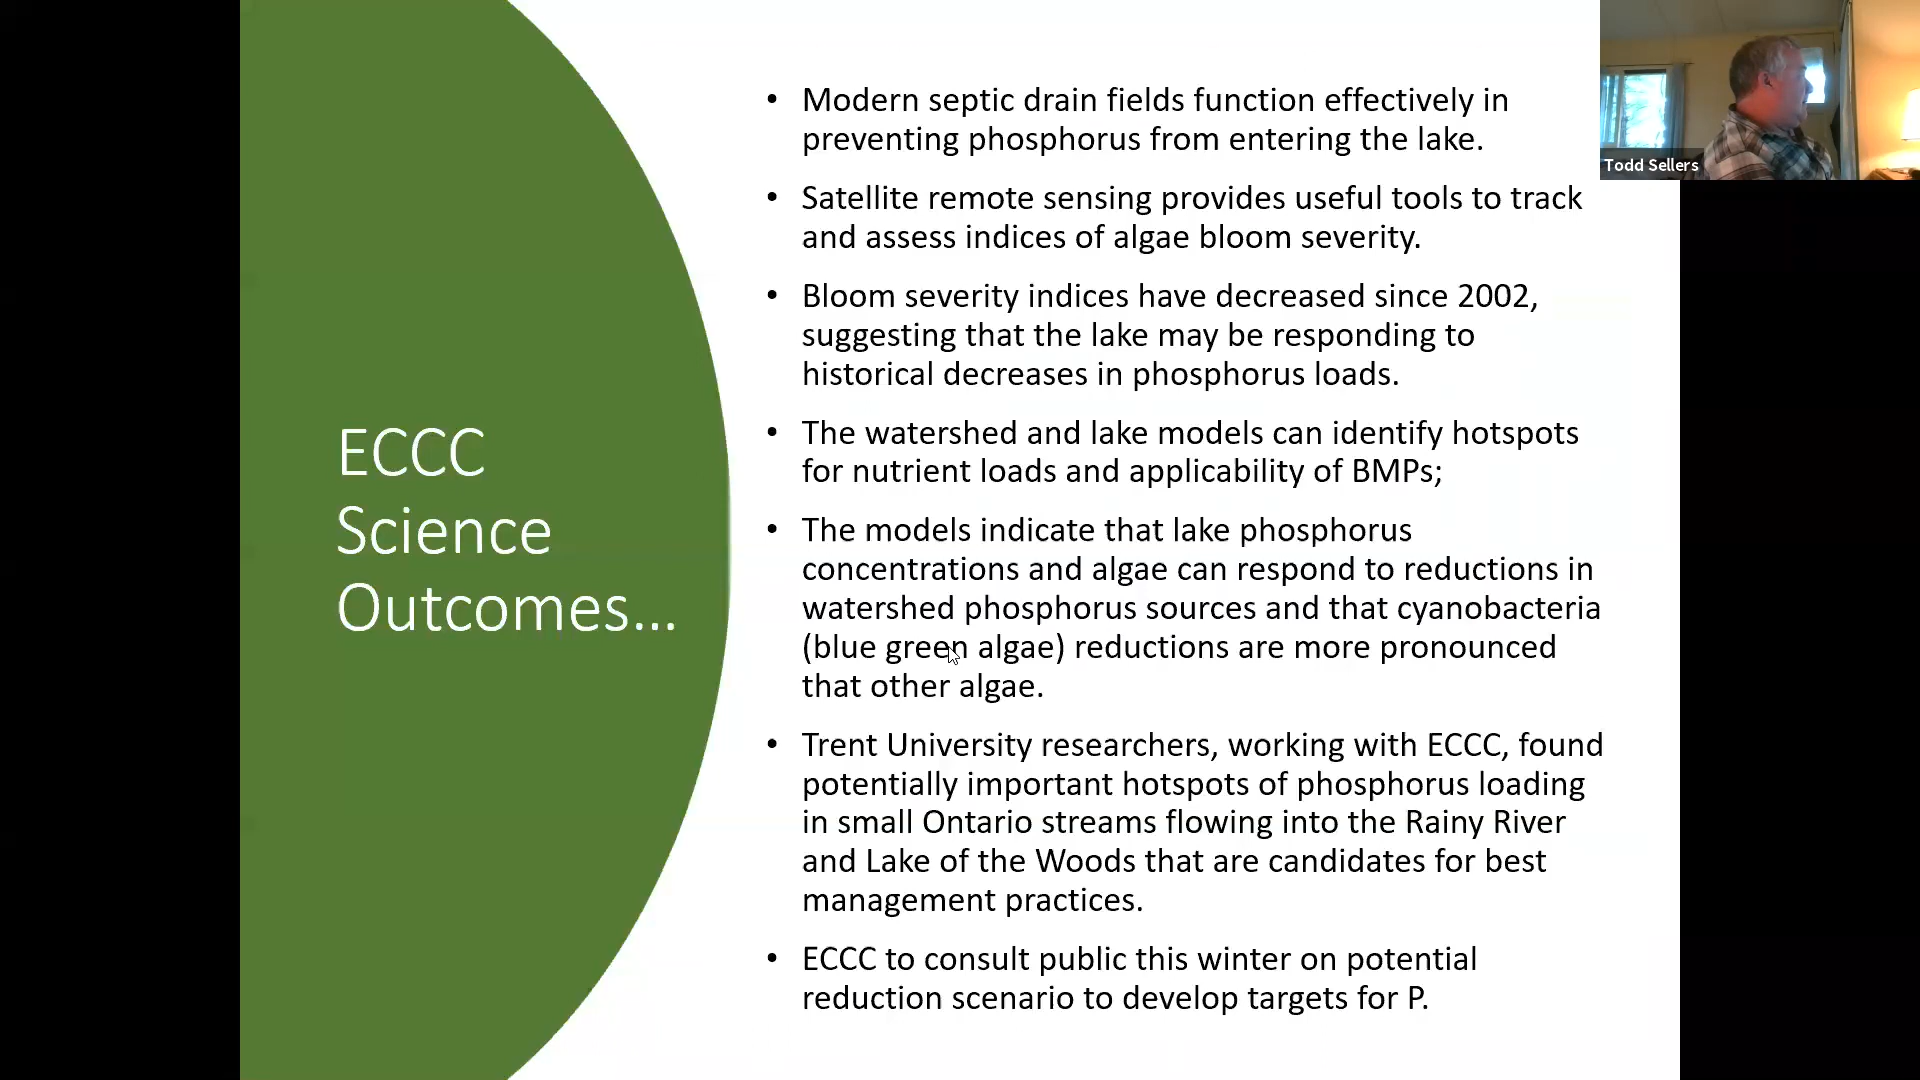 ECCC
Science
Outcomes...
• Modern septic drain fields function effectively in
preventing phosphorus from entering the lake.
• Satellite remote sensing provides useful tools to track
and assess indices of algae bloom severity.
• Bloom severity indices have decreased since 2002,
suggesting that the lake may be responding to
historical decreases in phosphorus loads.
• The watershed and lake models can identify hotspots
for nutrient loads and applicability of BMPs;
• The models indicate that lake phosphorus
concentrations and algae can respond to reductions in
watershed phosphorus sources and that cyanobacteria
(blue green algae) reductions are more pronounced
that other algae.
• Trent University researchers, working with ECCC, found
potentially important hotspots of phosphorus loading
in small Ontario streams flowing into the Rainy River
and Lake of the Woods that are candidates for best
management practices.
• ECCC to consult public this winter on potential
reduction scenario to develop targets for P.
Todd Sellers